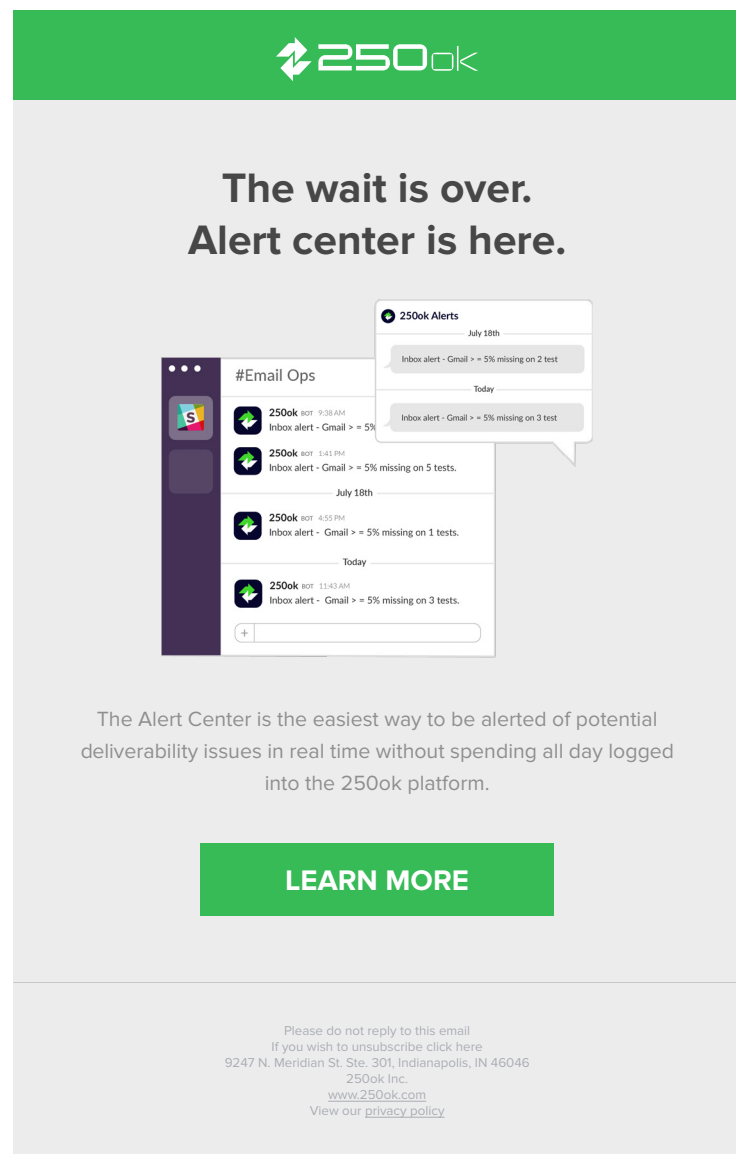 250ok
The wait is over.
Alert center is here.
250ok Alerts
July 18th
Inbox alert - Gmail > = 5% missing on 2 test
Today
Inbox alert - Gmail > = 5% missing on 3 test
#Email Ops
S
250ok BOT 9:38 AM
Inbox alert - Gmail > = 5%
250ok BOT 1:41 PM
Inbox alert - Gmail > = 5% missing on 5 tests.
July 18th
250ok BOT 4:55 PM
Inbox alert - Gmail > = 5% missing on 1 tests.
Today
250ok BOT 11:43 AM
Inbox alert - Gmail > = 5% missing on 3 tests.
+
The Alert Center is the easiest way to be alerted of potential
deliverability issues in real time without spending all day logged
into the 250ok platform.
LEARN MORE
Please do not reply to this email
If you wish to unsubscribe click here
9247 N. Meridian St. Ste. 301, Indianapolis, IN 46046
250ok Inc.
www.250ok.com
View our privacy policy